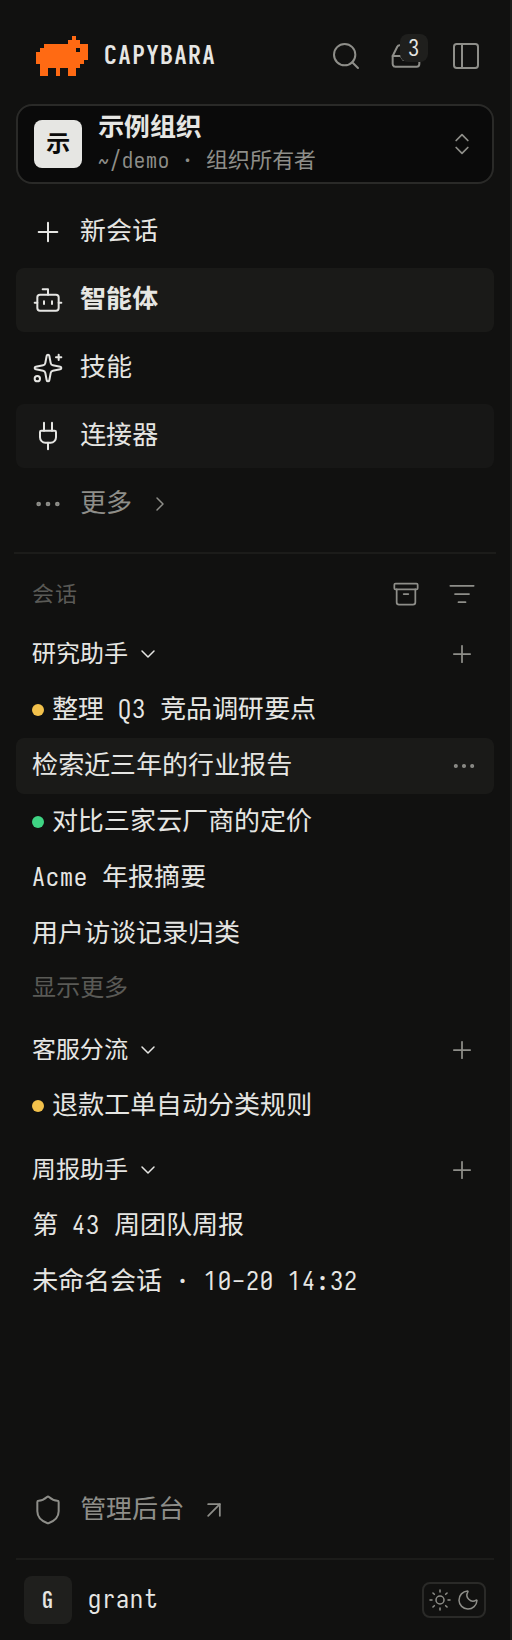 CAPYBARA
3
示
示例组织
~/demo · 组织所有者
新会话
智能体
技能
连接器
更多
会话
研究助手
整理 Q3 竞品调研要点
检索近三年的行业报告
对比三家云厂商的定价
Acme 年报摘要
用户访谈记录归类
显示更多
客服分流
退款工单自动分类规则
周报助手
第 43 周团队周报
未命名会话 · 10-20 14:32
管理后台
G
grant